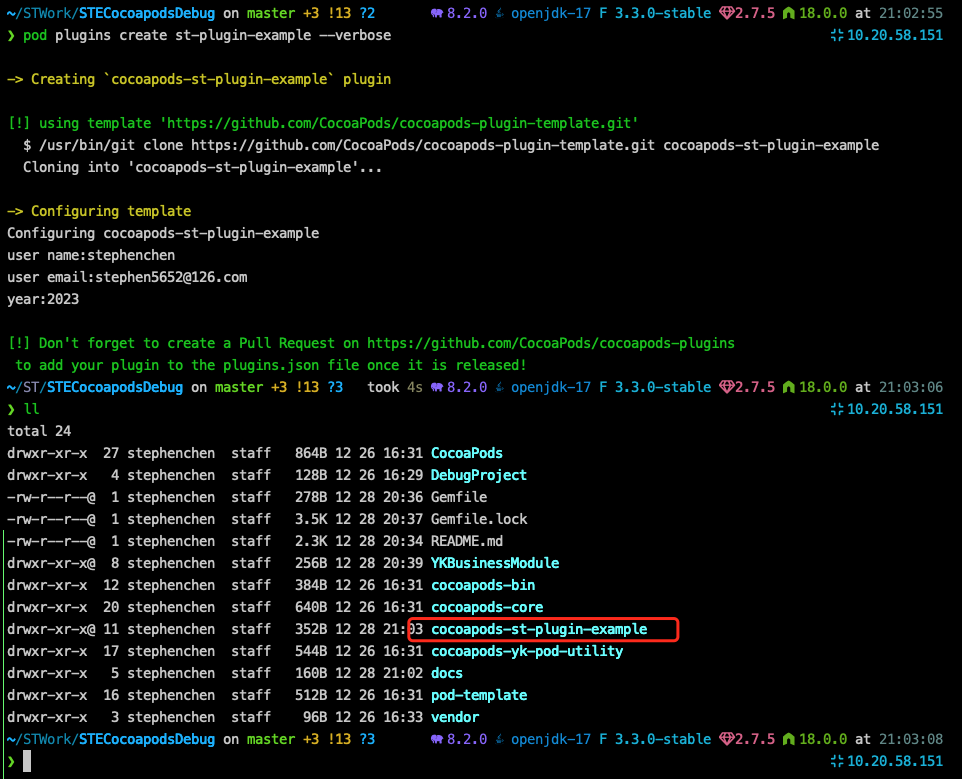 ~/STWork/STECocoapodsDebug on master +3 !13 ?2 8.2.0 openjdk-17 F 3.3.0-stable 2.7.5 18.0.0 at 21:02:55
❯ pod plugins create st-plugin-example --verbose 10.20.58.151
-> Creating `cocoapods-st-plugin-example` plugin
[!] using template 'https://github.com/CocoaPods/cocoapods-plugin-template.git'
$ /usr/bin/git clone https://github.com/CocoaPods/cocoapods-plugin-template.git cocoapods-st-plugin-example
Cloning into 'cocoapods-st-plugin-example'...
-> Configuring template
Configuring cocoapods-st-plugin-example
user name:stephenchen
user email:stephen5652@126.com
year:2023
[!] Don't forget to create a Pull Request on https://github.com/CocoaPods/cocoapods-plugins
to add your plugin to the plugins.json file once it is released!
~/ST/STECocoapodsDebug on master +3 !13 ?3 took 4s 8.2.0 openjdk-17 F 3.3.0-stable 2.7.5 18.0.0 at 21:03:06
❯ ll 10.20.58.151
total 24
drwxr-xr-x 27 stephenchen staff 864B 12 26 16:31 CocoaPods
drwxr-xr-x 4 stephenchen staff 128B 12 26 16:29 DebugProject
-rw-r--r--@ 1 stephenchen staff 278B 12 28 20:36 Gemfile
-rw-r--r--@ 1 stephenchen staff 3.5K 12 28 20:37 Gemfile.lock
-rw-r--r--@ 1 stephenchen staff 2.3K 12 28 20:34 README.md
drwxr-xr-x@ 8 stephenchen staff 256B 12 28 20:39 YKBusinessModule
drwxr-xr-x 12 stephenchen staff 384B 12 26 16:31 cocoapods-bin
drwxr-xr-x 20 stephenchen staff 640B 12 26 16:31 cocoapods-core
drwxr-xr-x@ 11 stephenchen staff 352B 12 28 21:03 cocoapods-st-plugin-example
drwxr-xr-x 17 stephenchen staff 544B 12 26 16:31 cocoapods-yk-pod-utility
drwxr-xr-x 5 stephenchen staff 160B 12 28 21:02 docs
drwxr-xr-x 16 stephenchen staff 512B 12 26 16:31 pod-template
drwxr-xr-x 3 stephenchen staff 96B 12 26 16:33 vendor
~/STWork/STECocoapodsDebug on master +3 !13 ?3 8.2.0 openjdk-17 F 3.3.0-stable 2.7.5 18.0.0 at 21:03:08
❯ 10.20.58.151